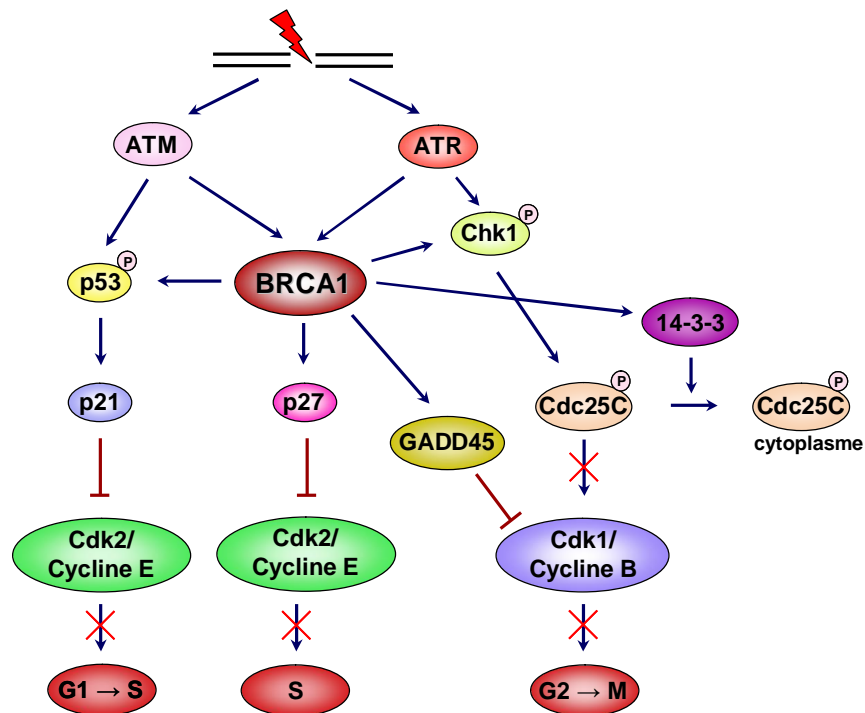 ATM
ATR
P
Chk1
P
p53
BRCA1
14-3-3
P
P
p21
p27
Cdc25C
Cdc25C
GADD45
cytoplasme
Cdk2/
Cycline E
Cdk2/
Cycline E
Cdk1/
Cycline B
G1 → S
S
G2 → M